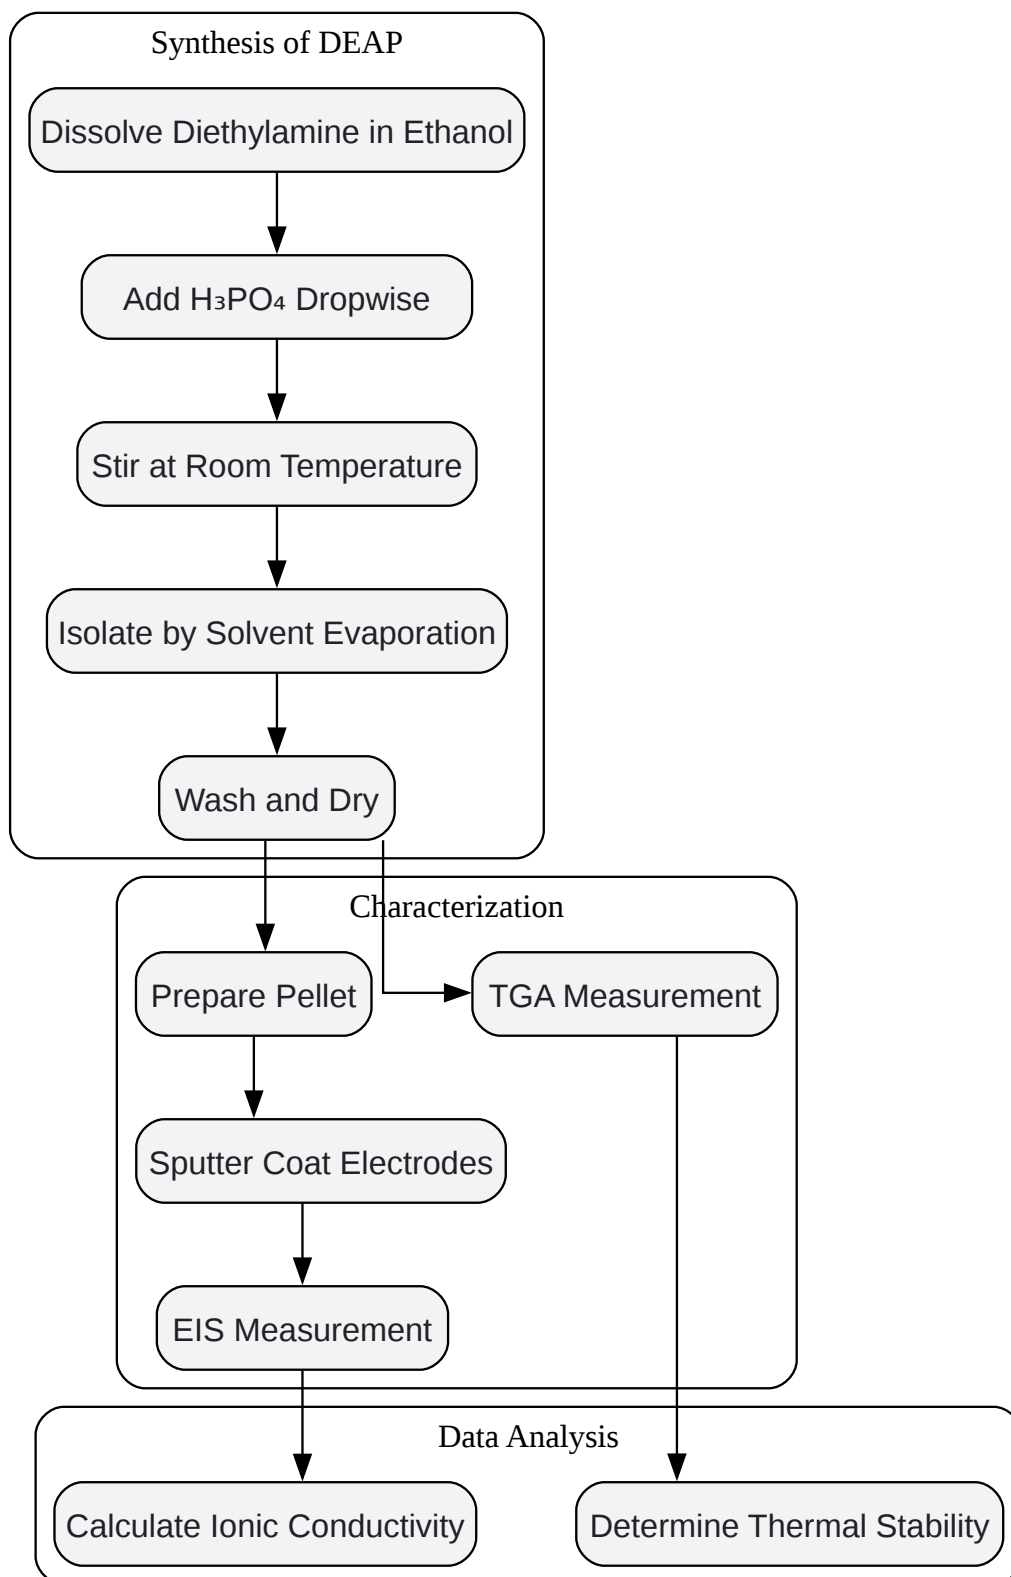 Synthesis of DEAP
Dissolve Diethylamine in Ethanol
Add H₃PO₄ Dropwise
Stir at Room Temperature
Isolate by Solvent Evaporation
Wash and Dry
Characterization
Prepare Pellet
TGA Measurement
Sputter Coat Electrodes
EIS Measurement
Data Analysis
Calculate Ionic Conductivity
Determine Thermal Stability